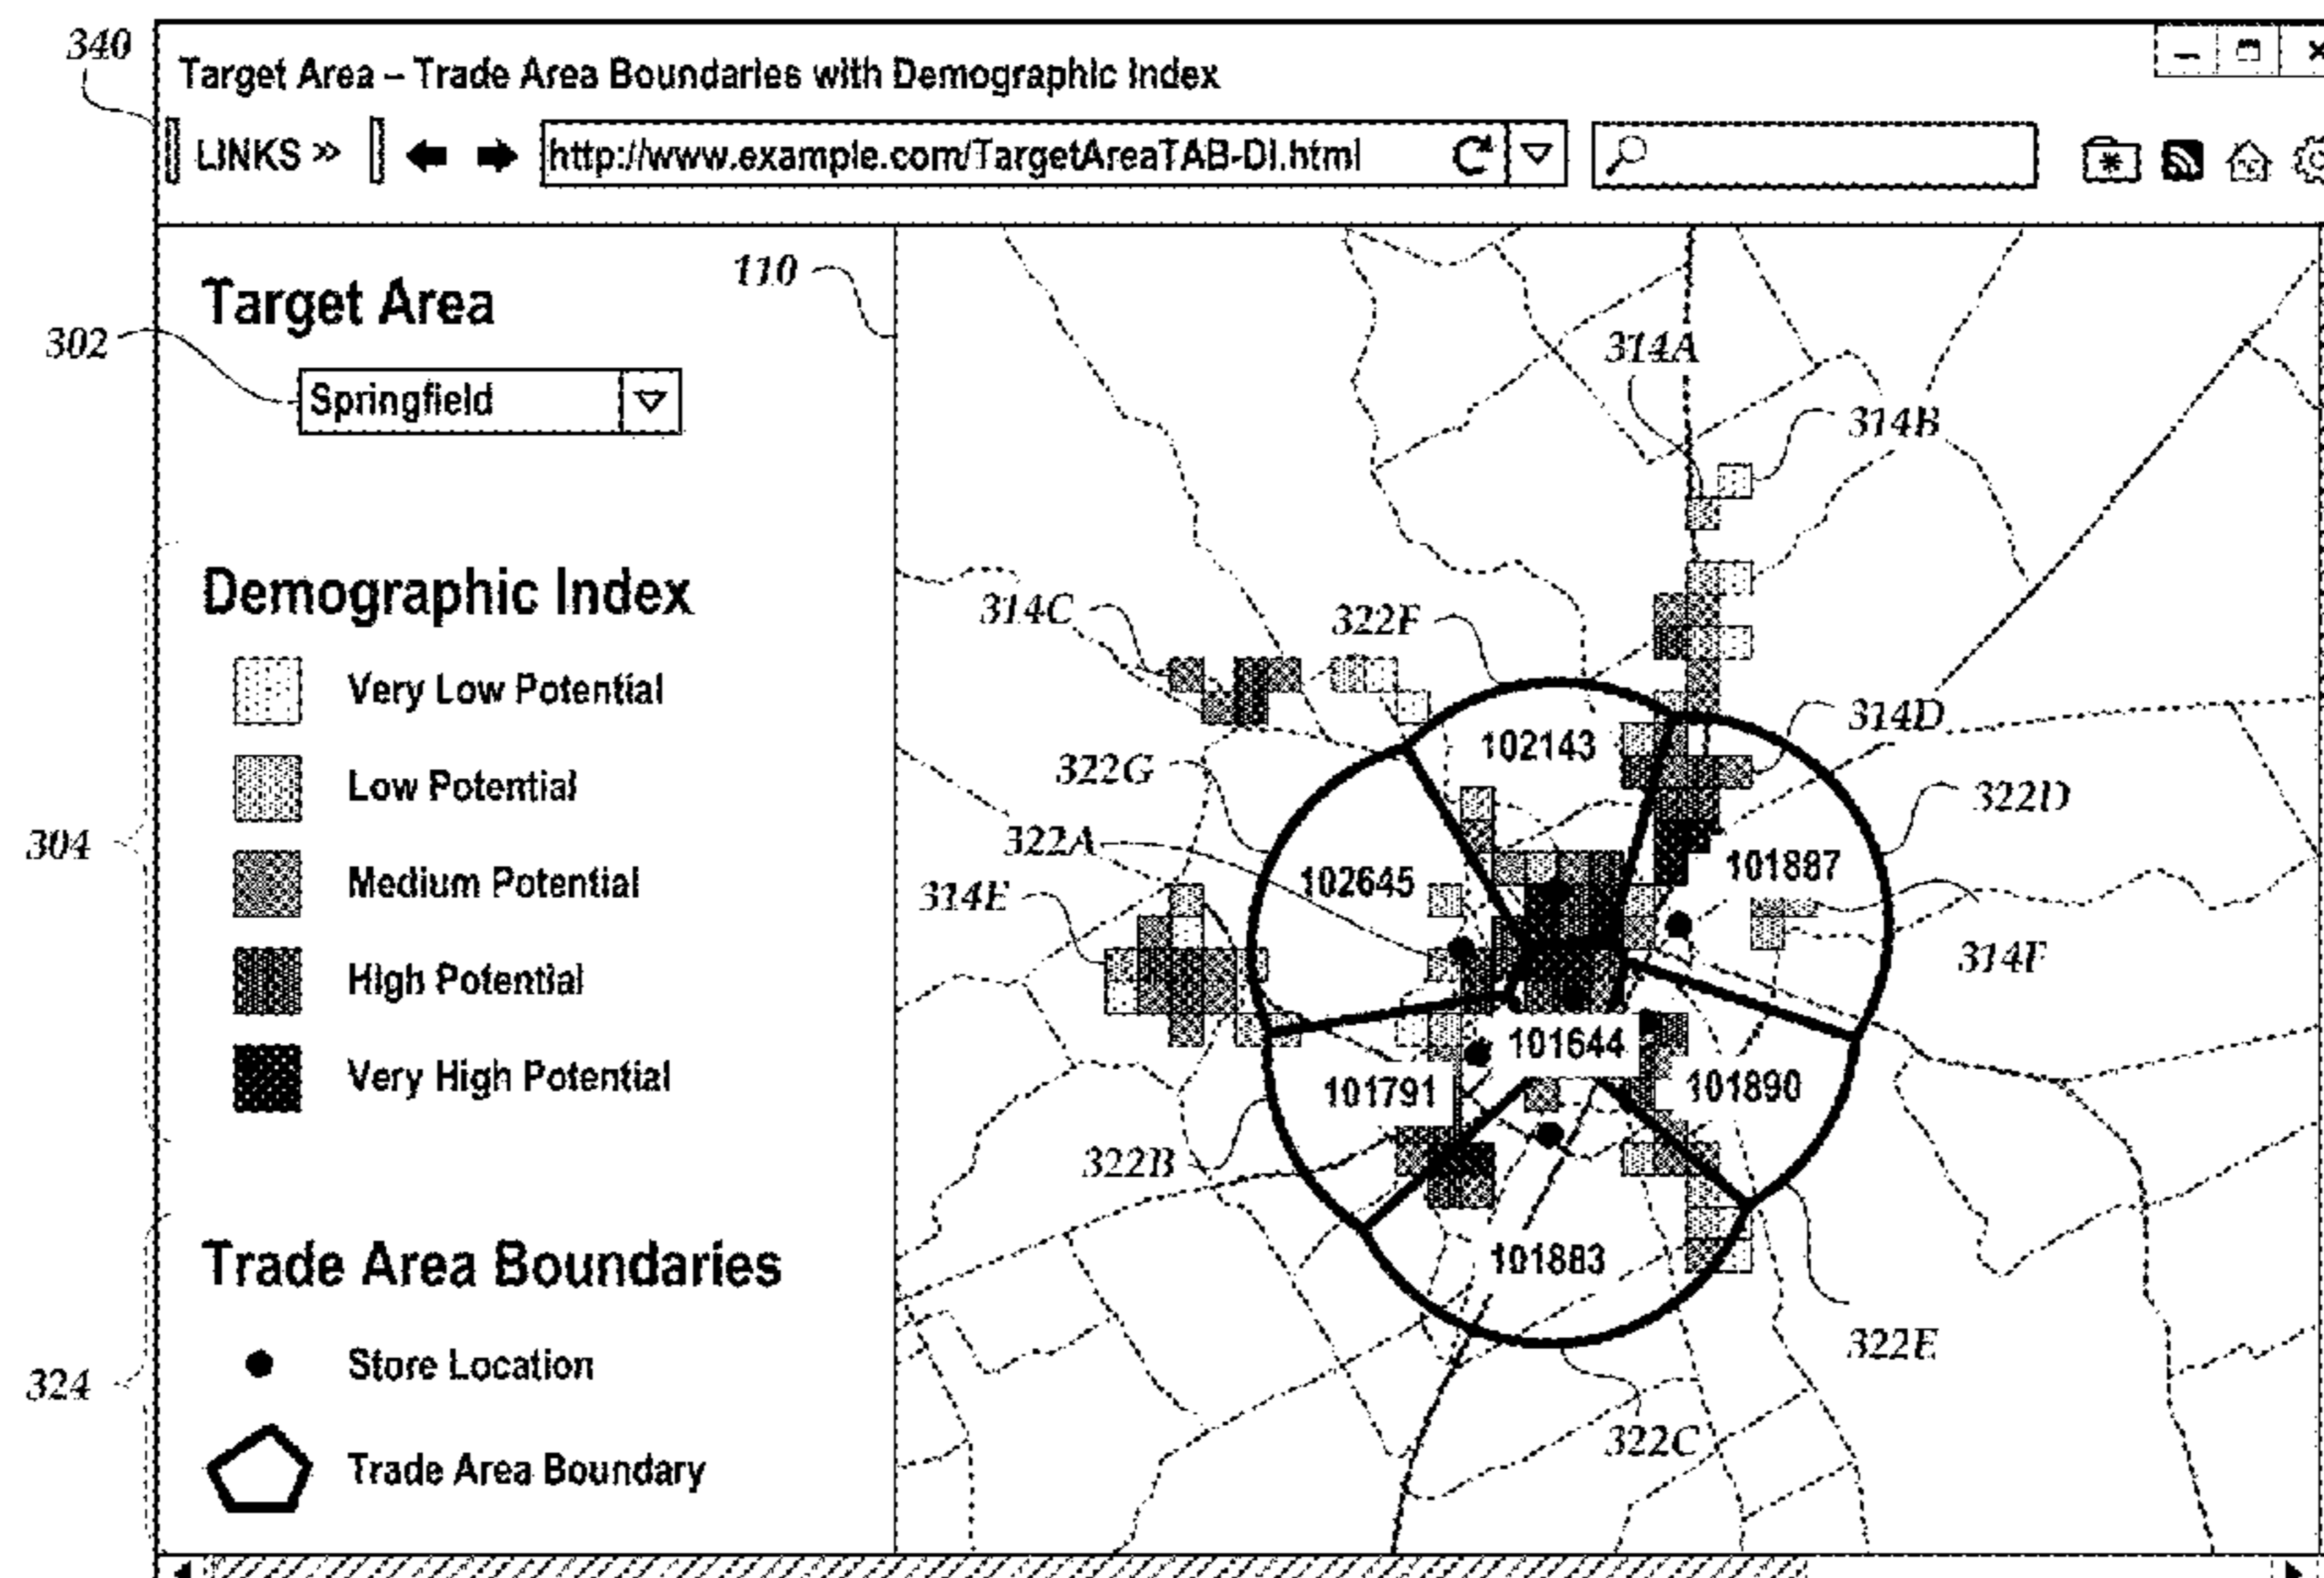 340
Target Area – Trade Area Boundaries with Demographic Index
LINKS »
http://www.example.com/TargetAreaTAB-DI.html
Target Area
110
302
Springfield
314A
314B
Demographic Index
314C
322F
Very Low Potential
314D
102143
322G
Low Potential
322D
322A
304
101887
Medium Potential
102645
314E
314F
High Potential
101644
Very High Potential
101791
101890
322B
Trade Area Boundaries
101883
322E
Store Location
324
322C
Trade Area Boundary